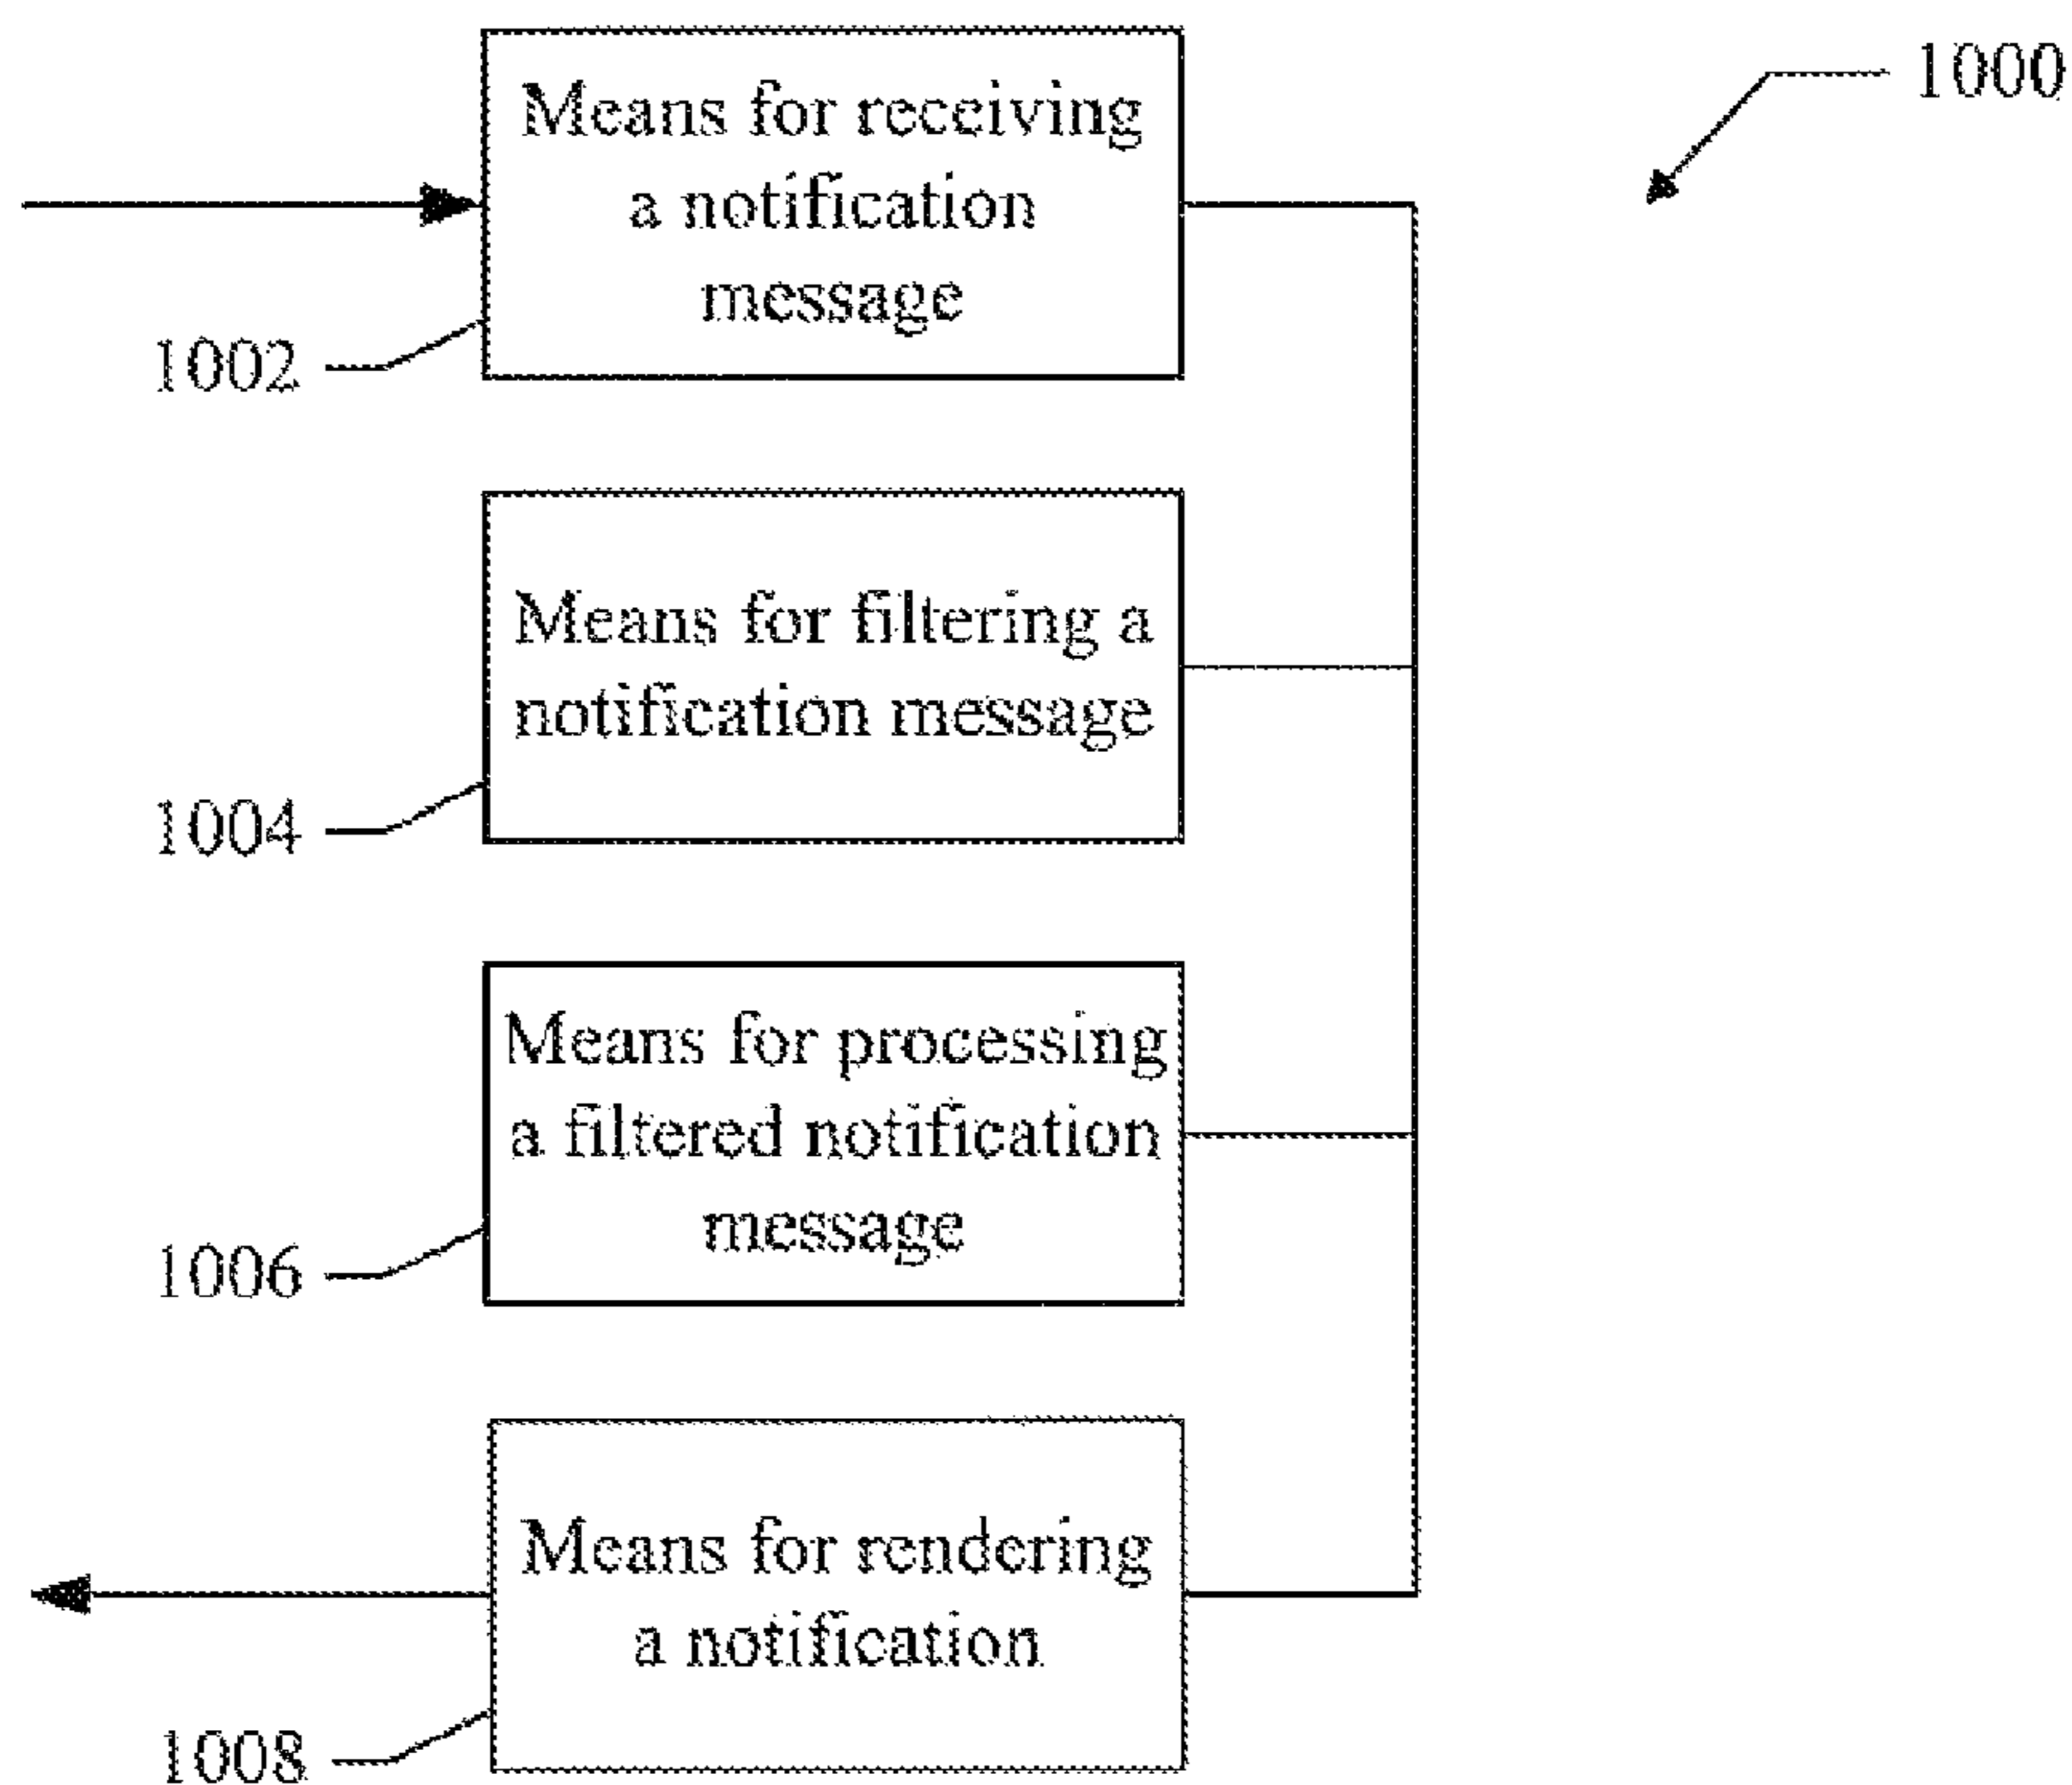 1000
Means for receiving
a notification
message
1002
Means for filtering a
notification message
1004
Means for processing
a filtered notification
message
1006
Means for rendering
a notification
1008